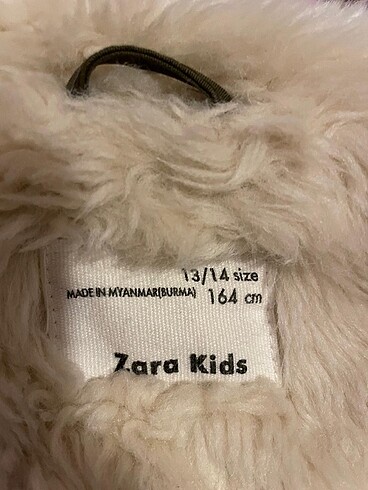 13/14 size
MADE IN MYANMAR(BURMA) 164 cm
Zara Kids